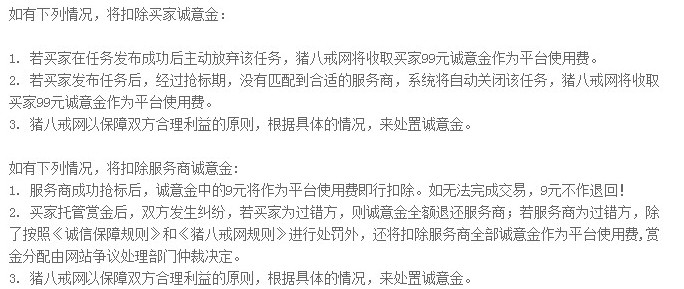 如有下列情况，将扣除买家诚意金：
1. 若买家在任务发布成功后主动放弃该任务，猪八戒网将收取买家99元诚意金作为平台使用费。
2. 若买家发布任务后，经过抢标期，没有匹配到合适的服务商，系统将自动关闭该任务，猪八戒网将收取
买家99元诚意金作为平台使用费。
3. 猪八戒网以保障双方合理利益的原则，根据具体的情况，来处置诚意金。
如有下列情况，将扣除服务商诚意金:
1. 服务商成功抢标后，诚意金中的9元将作为平台使用费即行扣除。如无法完成交易，9元不作退回！
2. 买家托管赏金后，双方发生纠纷，若买家为过错方，则诚意金全额退还服务商；若服务商为过错方，除
了按照《诚信保障规则》和《猪八戒网规则》进行处罚外，还将扣除服务商全部诚意金作为平台使用费,赏
金分配由网站争议处理部门仲裁决定。
3. 猪八戒网以保障双方合理利益的原则，根据具体的情况，来处置诚意金。